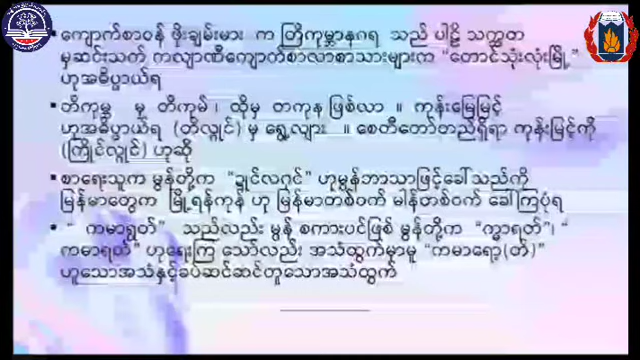 ကျောက်စာဝန် ဖိုးချမ်းမား က တြိကုမ္ဘာနဂရ သည် ပါဠိ သက္ကတ
မှဆင်းသက် ကလျာဏီကျောက်စာလာစာသားများက “တောင်သုံးလုံးမြို့”
ဟုအဓိပ္ပာယ်ရ
တိကုမ္ဘ မှ တိကုမ် ၊ ထိုမှ တကုန ဖြစ်လာ ။ ကုန်းမြေမြင့်
ဟုအဓိပ္ပာယ်ရ (တိလ္ဂုင်) မှ ရွေ့လျား ။ စေတီတော်တည်ရှိရာ ကုန်းမြင့်ကို
(ကြိုင်လ္ဂုင်) ဟုဆို
စာရေးသူက မွန်တို့က ဟုမွန်ဘာသာဖြင့်ခေါ်သည်ကို
မြန်မာတွေက မြို့ရန်ကုန် ဟု မြန်မာတစ်ဝက် မွန်တစ်ဝက် ခေါ်ကြပုံရ
“ ကမာရွတ်” သည်လည်း မွန် စကားပင်ဖြစ် မွန်တို့က “က္မာရတ်”၊ “
ကမာရတ်” ဟုရေးကြ သော်လည်း အသံထွက်မှာမူ “ကမာရော့(တ်)”
ဟူသောအသံနှင့်ခပ်ဆင်ဆင်တူသောအသံထွက်